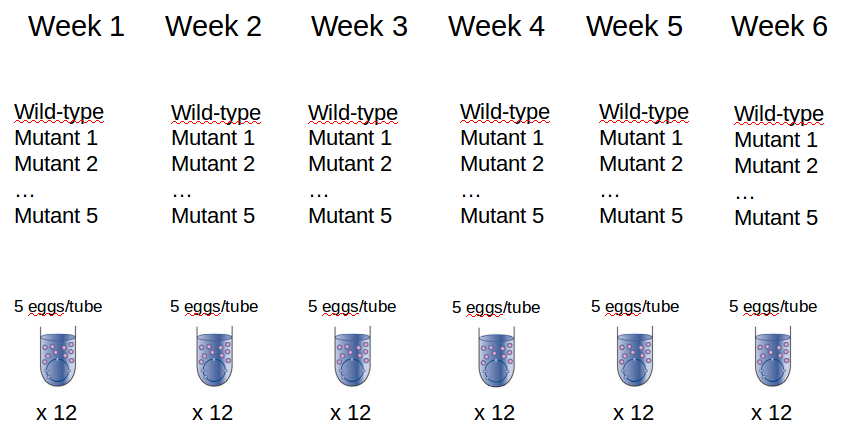 Week 1 Week 2 Week 3 Week 4 Week 5 Week 6
Wild-type Wild-type Wild-type Wild-type Wild-type Wild-type
Mutant 1 Mutant 1 Mutant 1 Mutant 1 Mutant 1 Mutant 1
Mutant 2 Mutant 2 Mutant 2 Mutant 2 Mutant 2 Mutant 2
... ... ... ... ... ...
Mutant 5 Mutant 5 Mutant 5 Mutant 5 Mutant 5 Mutant 5
5 eggs/tube 5 eggs/tube 5 eggs/tube 5 eggs/tube 5 eggs/tube 5 eggs/tube
x 12 x 12 x 12 x 12 x 12 x 12